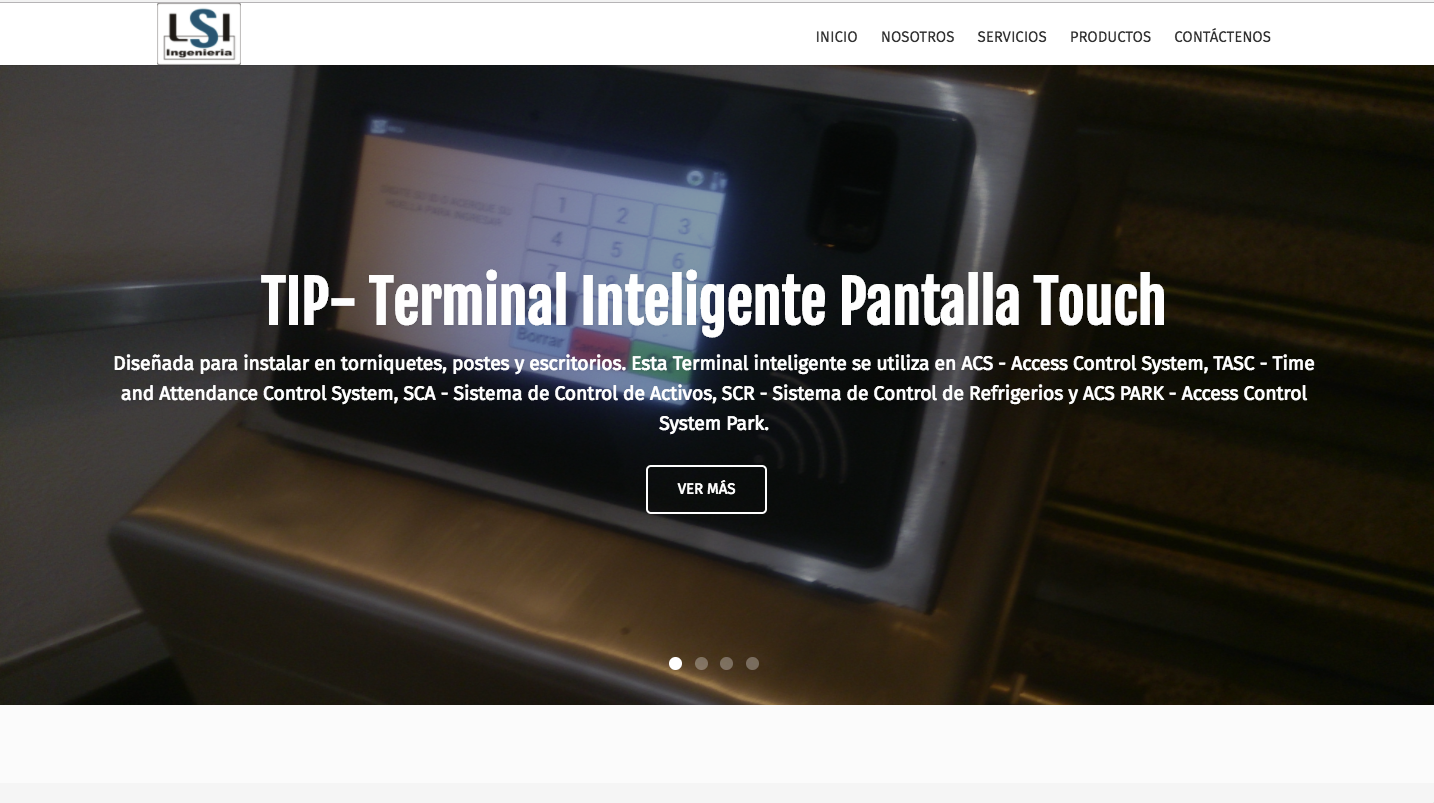 LSI
Ingeniería
INICIO
NOSOTROS
SERVICIOS
PRODUCTOS
CONTÁCTENOS
1
2
3
4
5
6
TIP- Terminal Inteligente Pantalla Touch
Borrar
Diseñada para instalar en torniquetes, postes y escritorios. Esta Terminal inteligente se utiliza en ACS - Access Control System, TASC - Time
and Attendance Control System, SCA - Sistema de Control de Activos, SCR - Sistema de Control de Refrigerios y ACS PARK - Access Control
System Park.
VER MÁS